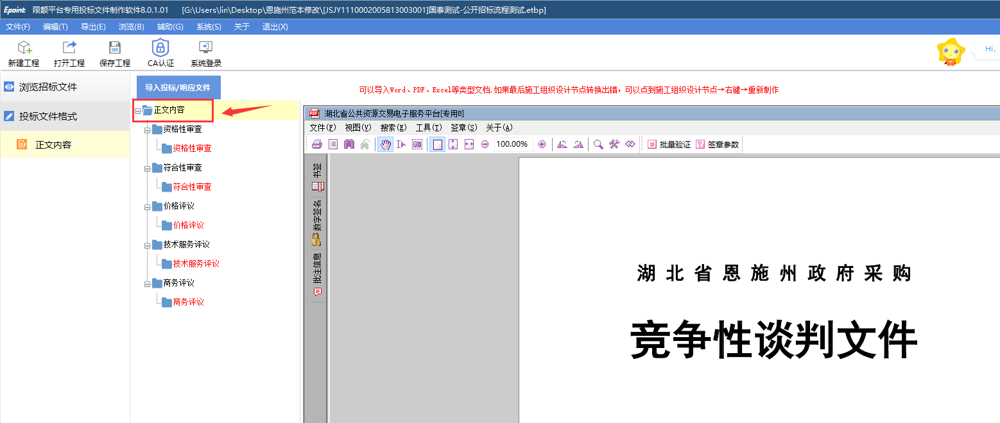 Epoint 限额平台专用投标文件制作软件8.0.1.01 [G:\Users\lin\Desktop\恩施州范本修改\[JSJY1110002005813003001]国泰测试-公开招标流程测试.etbp]
文件(F) 编辑(T) 导出(E) 浏览(B) 辅助(G) 系统(S) 关于 退出(X)
新建工程 打开工程 保存工程 CA认证 系统登录
Hi,
浏览招标文件
投标文件格式
正文内容
导入投标/响应文件
可以导入Word、PDF、Excel等类型文档,如果最后施工组织设计节点转换出错，可以点到施工组织设计节点→右键→重新制作
正文内容
资格性审查
资格性审查
符合性审查
符合性审查
价格评议
价格评议
技术服务评议
技术服务评议
商务评议
商务评议
PDF 湖北省公共资源交易电子服务平台[专用B]
文件(F) 视图(V) 搜索(E) 工具(T) 签章(S) 关于(A)
100.00% 批量验证 签章参数
书签
数字签名
批注信息
湖北省恩施州政府采购
竞争性谈判文件